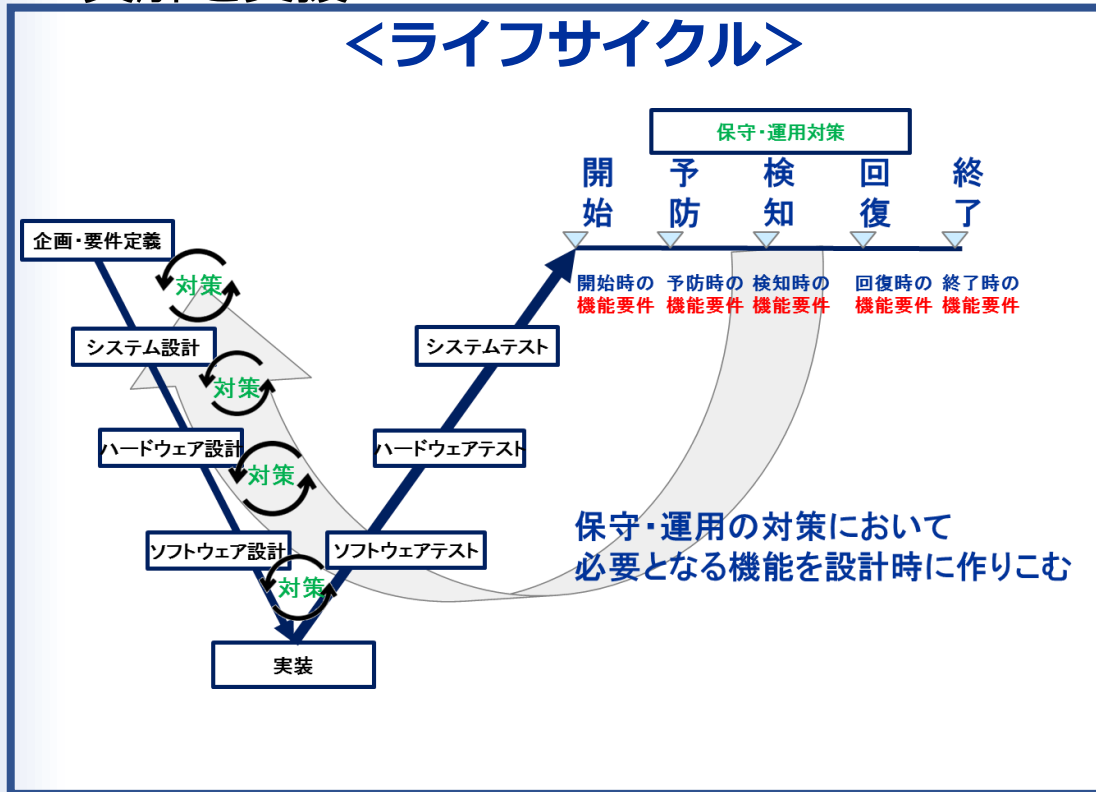 <ライフサイクル>
保守・運用対策
開始
予防
検知
回復
終了
企画・要件定義
対策
開始時の
機能要件
予防時の
機能要件
検知時の
機能要件
回復時の
機能要件
終了時の
機能要件
システム設計
システムテスト
対策
ハードウェア設計
ハードウェアテスト
対策
保守・運用の対策において
必要となる機能を設計時に作りこむ
ソフトウェア設計
ソフトウェアテスト
対策
実装